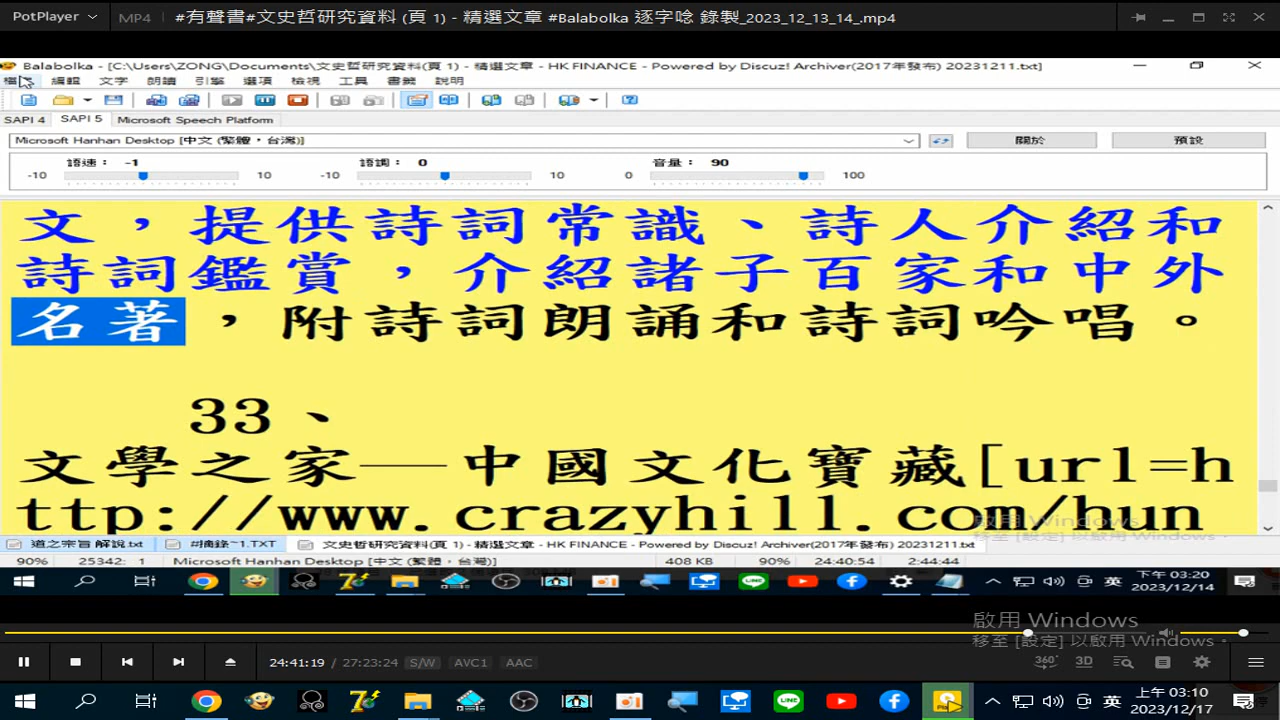 PotPlayer MP4 #有聲書#文史哲研究資料 (頁 1) - 精選文章 #Balabolka 逐字唸 錄製_2023_12_13_14_.mp4
Balabolka - [C:\Users\ZONG\Documents\文史哲研究資料(頁 1) - 精選文章 - HK FINANCE - Powered by Discuz! Archiver(2017年發布) 20231211.txt]
檔案 編輯 文字 朗讀 引擎 選項 檢視 工具 書籤 說明
SAPI 4 SAPI 5 Microsoft Speech Platform
Microsoft Hanhan Desktop [中文 (繁體，台灣)] 關於 預設
語速： -1 語調： 0 音量： 90
-10 10 -10 10 0 100
文，提供詩詞常識、詩人介紹和
詩詞鑑賞，介紹諸子百家和中外
名著，附詩詞朗誦和詩詞吟唱。
33、
文學之家──中國文化寶藏[url=h
ttp://www.crazyhill.com/hun
啟用 Windows
移至 [設定] 以啟用 Windows。
道之宗旨 解說.txt #摘錄~1.TXT 文史哲研究資料(頁 1) - 精選文章 - HK FINANCE - Powered by Discuz! Archiver(2017年發布) 20231211.txt
90% 25342: 1 Microsoft Hanhan Desktop [中文 (繁體，台灣)] 408 KB 90% 24:40:54 2:44:44
英 下午 03:20
2023/12/14
啟用 Windows
移至 [設定] 以啟用 Windows。
24:41:19 / 27:23:24 S/W AVC1 AAC 360° 3D
英 上午 03:10
2023/12/17